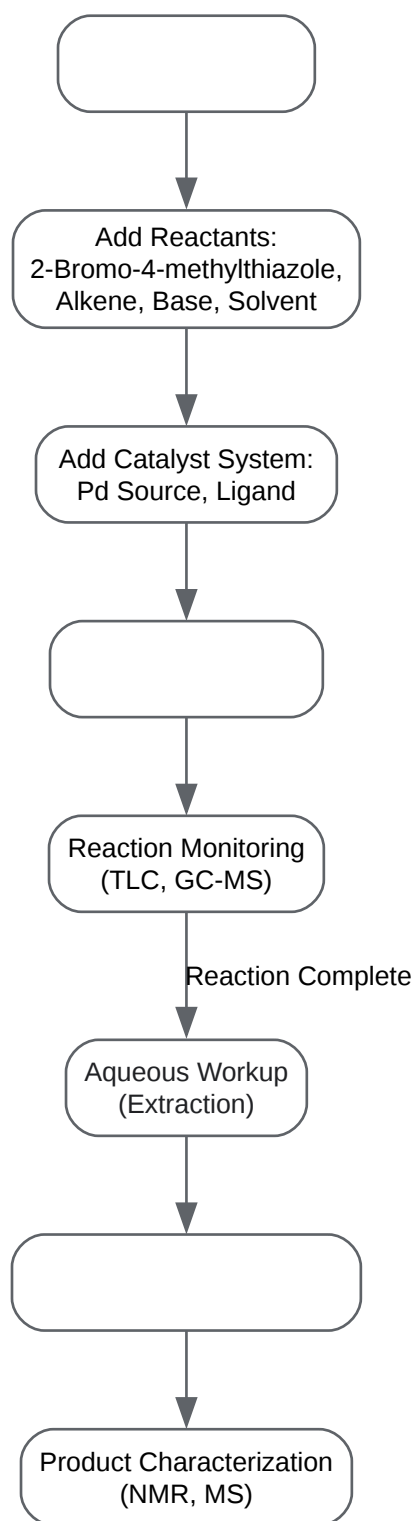 Add Reactants:
2-Bromo-4-methylthiazole,
Alkene, Base, Solvent
Add Catalyst System:
Pd Source, Ligand
Reaction Monitoring
(TLC, GC-MS)
Reaction Complete
Aqueous Workup
(Extraction)
Product Characterization
(NMR, MS)